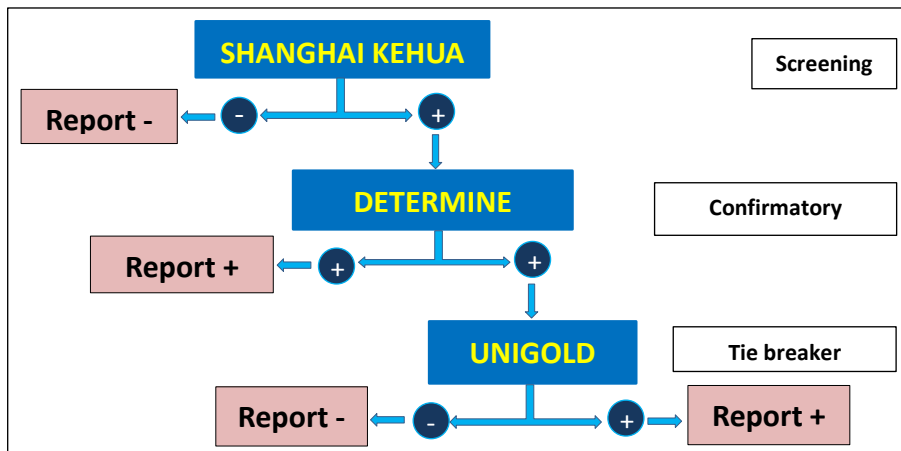 SHANGHAI KEHUA
Screening
Report -
-
+
DETERMINE
Confirmatory
Report +
+
+
UNIGOLD
Tie breaker
Report -
-
+
Report +